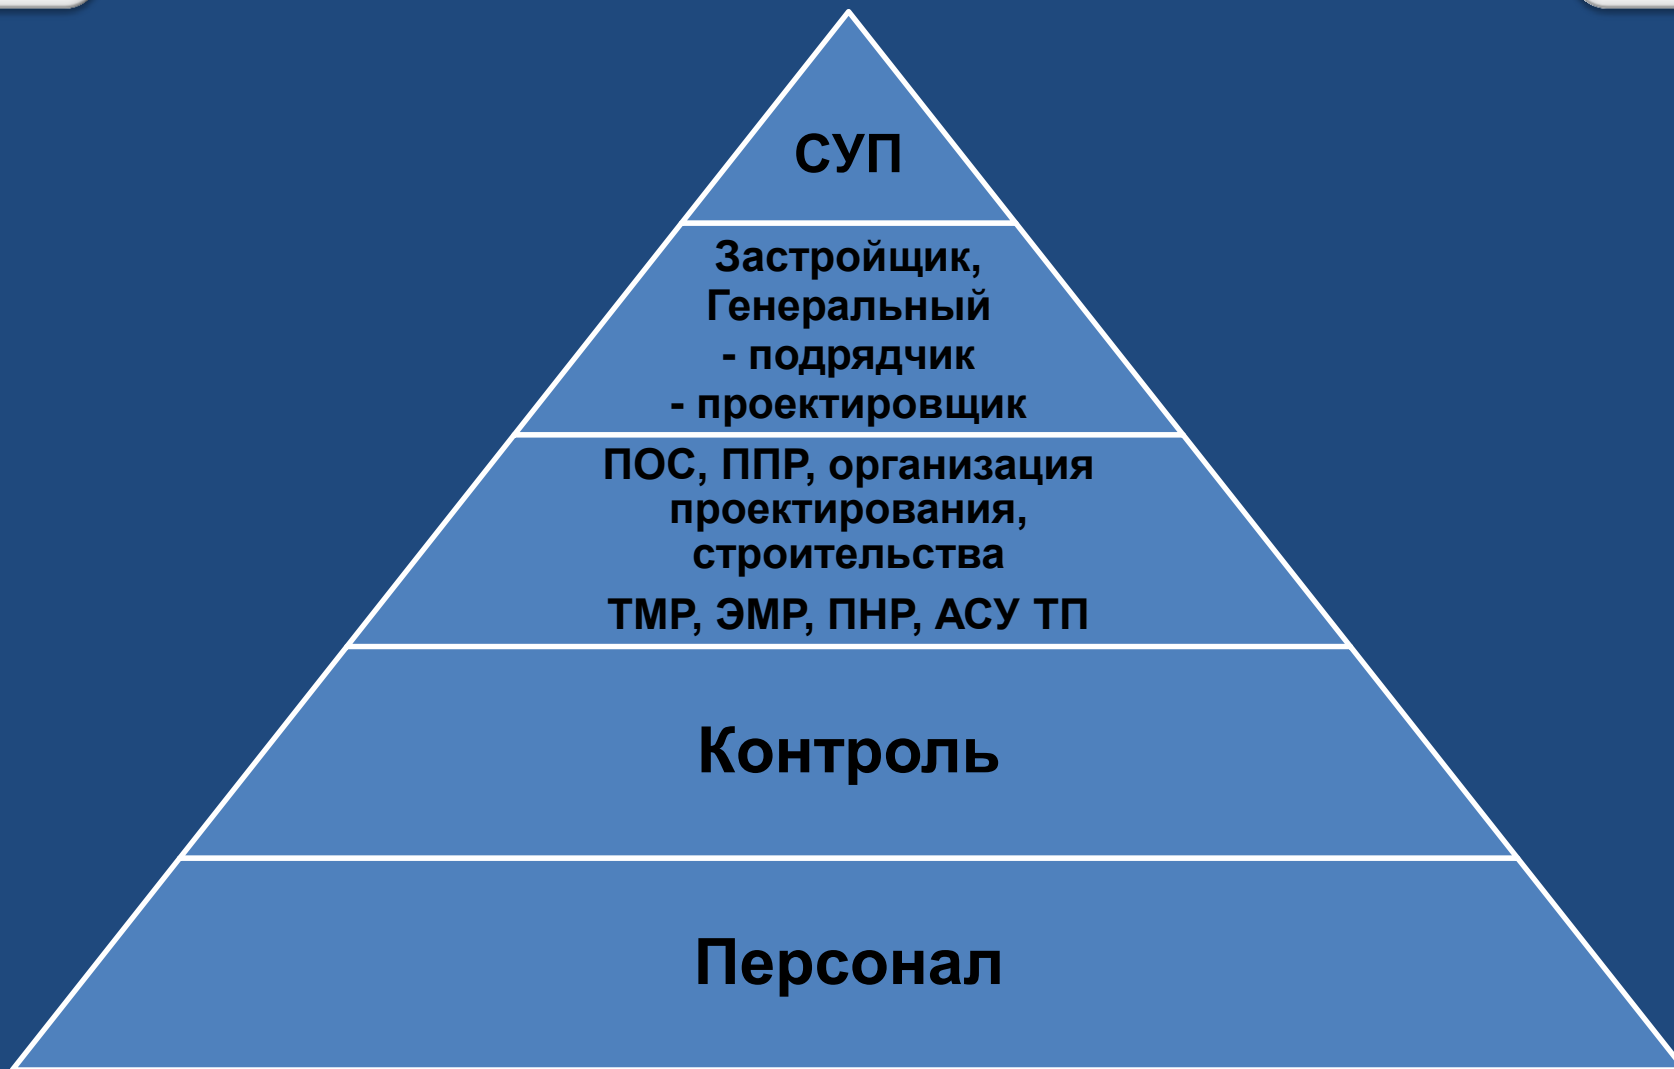 СУП
Застройщик,
Генеральный
- подрядчик
- проектировщик
ПОС, ППР, организация
проектирования,
строительства
ТМР, ЭМР, ПНР, АСУ ТП
Контроль
Персонал